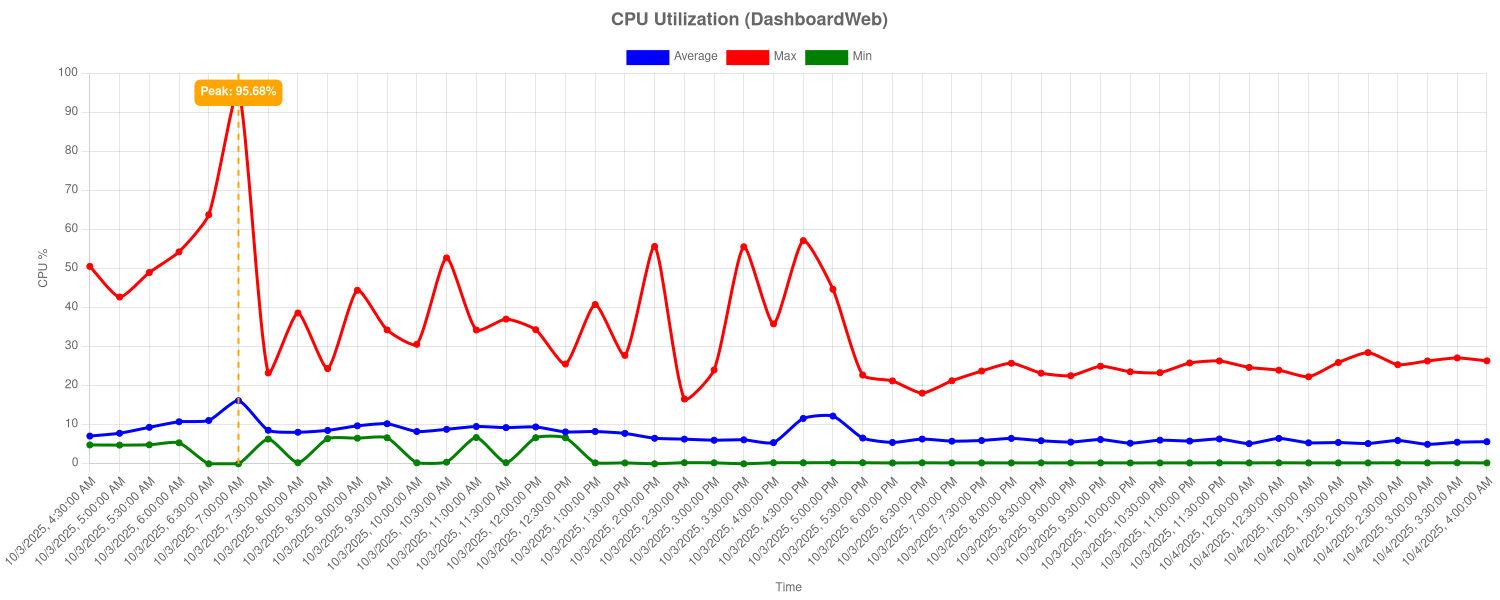 CPU Utilization (DashboardWeb)
Average Max Min
Peak: 95.68%
CPU %
100
90
80
70
60
50
40
30
20
10
0
10/3/2025, 4:30:00 AM
10/3/2025, 5:00:00 AM
10/3/2025, 5:30:00 AM
10/3/2025, 6:00:00 AM
10/3/2025, 6:30:00 AM
10/3/2025, 7:00:00 AM
10/3/2025, 7:30:00 AM
10/3/2025, 8:00:00 AM
10/3/2025, 8:30:00 AM
10/3/2025, 9:00:00 AM
10/3/2025, 9:30:00 AM
10/3/2025, 10:00:00 AM
10/3/2025, 10:30:00 AM
10/3/2025, 11:00:00 AM
10/3/2025, 11:30:00 AM
10/3/2025, 12:00:00 PM
10/3/2025, 12:30:00 PM
10/3/2025, 1:00:00 PM
10/3/2025, 1:30:00 PM
10/3/2025, 2:00:00 PM
10/3/2025, 2:30:00 PM
10/3/2025, 3:00:00 PM
10/3/2025, 3:30:00 PM
10/3/2025, 4:00:00 PM
10/3/2025, 4:30:00 PM
10/3/2025, 5:00:00 PM
10/3/2025, 5:30:00 PM
10/3/2025, 6:00:00 PM
10/3/2025, 6:30:00 PM
10/3/2025, 7:00:00 PM
10/3/2025, 7:30:00 PM
10/3/2025, 8:00:00 PM
10/3/2025, 8:30:00 PM
10/3/2025, 9:00:00 PM
10/3/2025, 9:30:00 PM
10/3/2025, 10:00:00 PM
10/3/2025, 10:30:00 PM
10/3/2025, 11:00:00 PM
10/3/2025, 11:30:00 PM
10/4/2025, 12:00:00 AM
10/4/2025, 12:30:00 AM
10/4/2025, 1:00:00 AM
10/4/2025, 1:30:00 AM
10/4/2025, 2:00:00 AM
10/4/2025, 2:30:00 AM
10/4/2025, 3:00:00 AM
10/4/2025, 3:30:00 AM
10/4/2025, 4:00:00 AM
Time